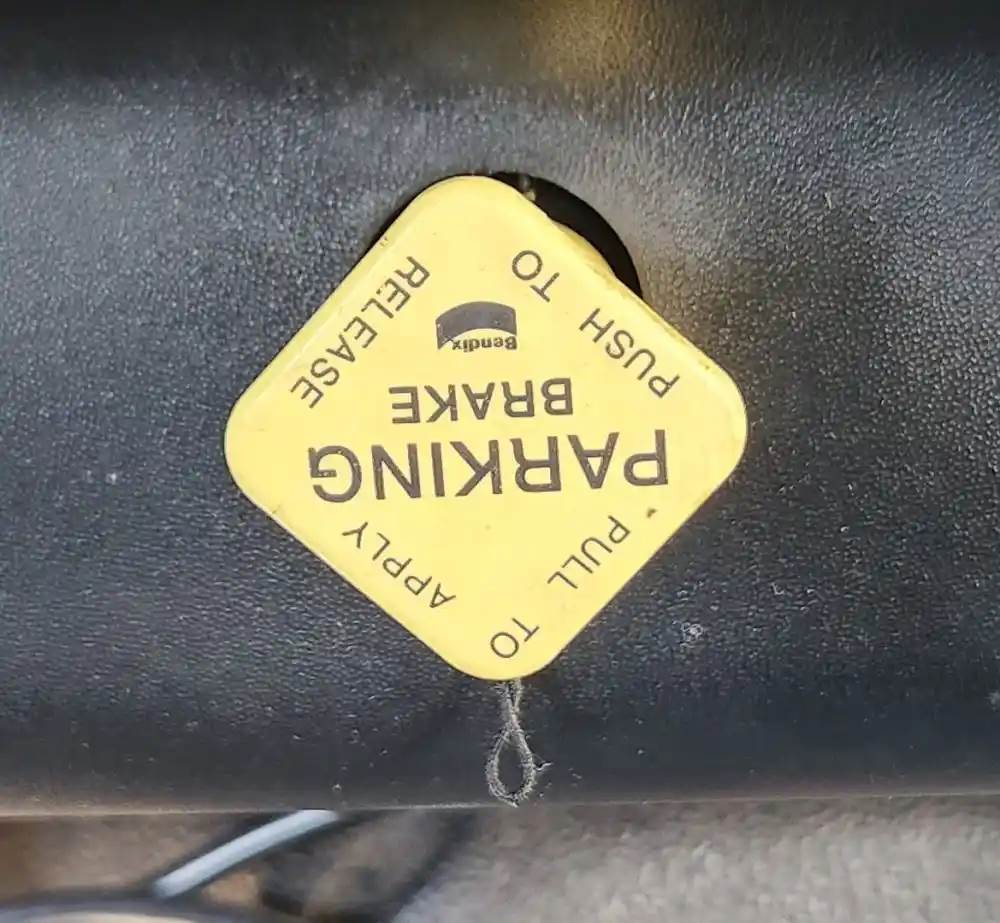 PULL TO APPLY
PARKING
BRAKE
Bendix
PUSH TO RELEASE